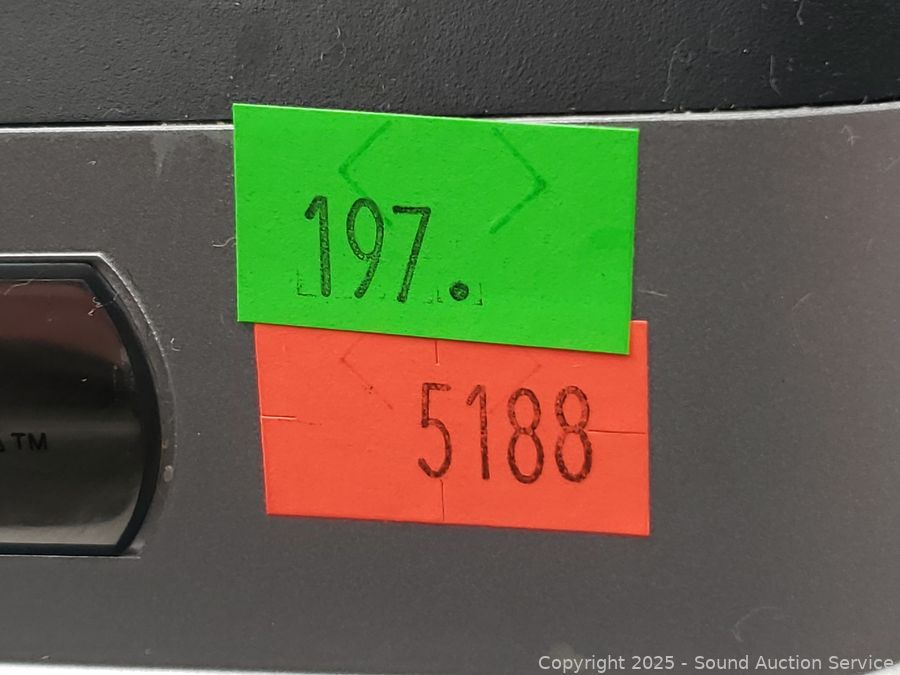 197.
5188
TM
Copyright 2025 - Sound Auction Service